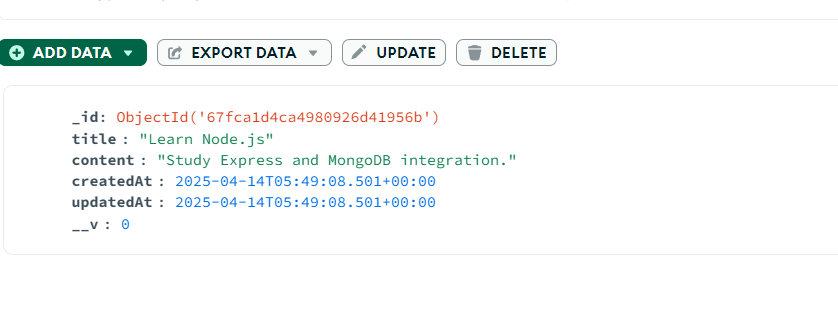 ADD DATA EXPORT DATA UPDATE DELETE
_id: ObjectId('67fca1d4ca4980926d41956b')
title : "Learn Node.js"
content : "Study Express and MongoDB integration."
createdAt : 2025-04-14T05:49:08.501+00:00
updatedAt : 2025-04-14T05:49:08.501+00:00
__v : 0